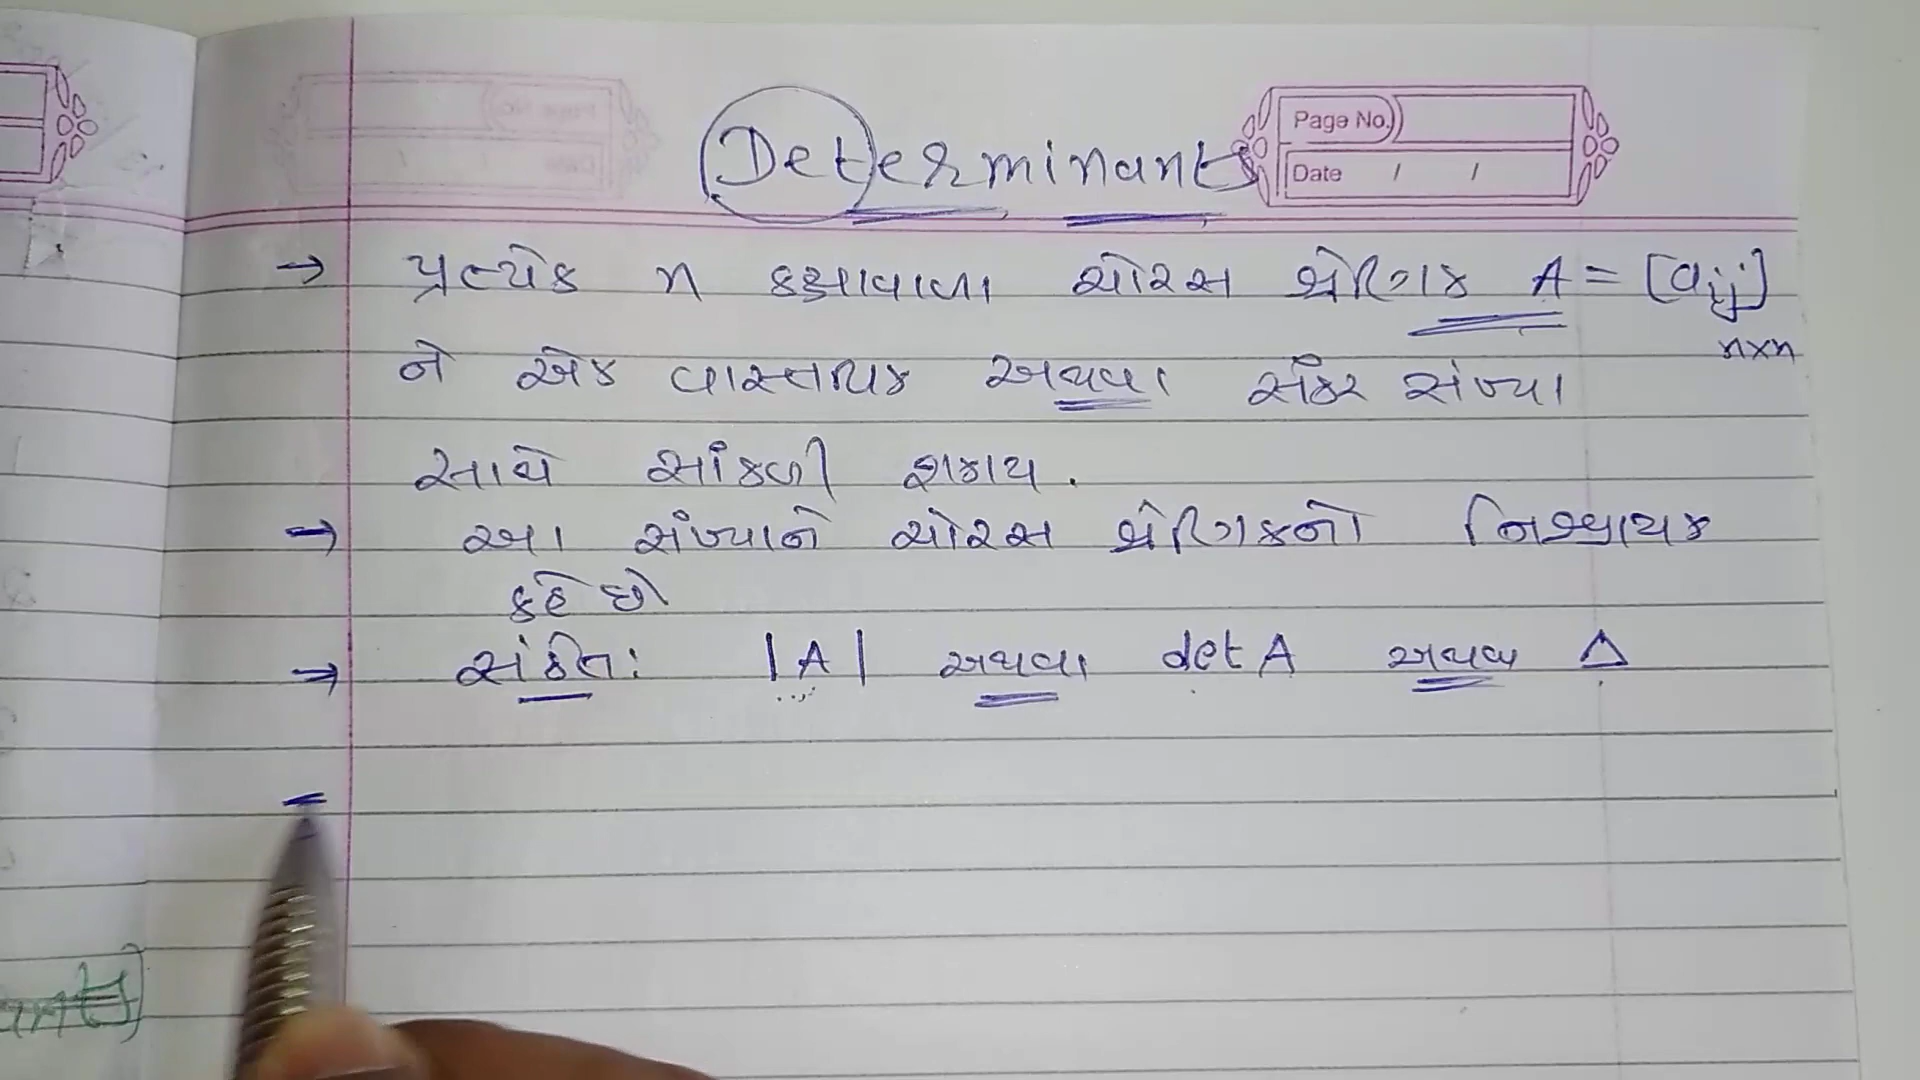 Determinants
Page No.
Date / /
→ પ્રત્યેક n કક્ષાવાળા ચોરસ શ્રેણિક A = [aij]
n×n
ને એક વાસ્તવિક અથવા સંકર સંખ્યા
સાથે સાંકળી શકાય.
→ આ સંખ્યાને ચોરસ શ્રેણિકનો નિશ્ચાયક
કહે છે
→ સંકેત: |A| અથવા det A અથવા Δ